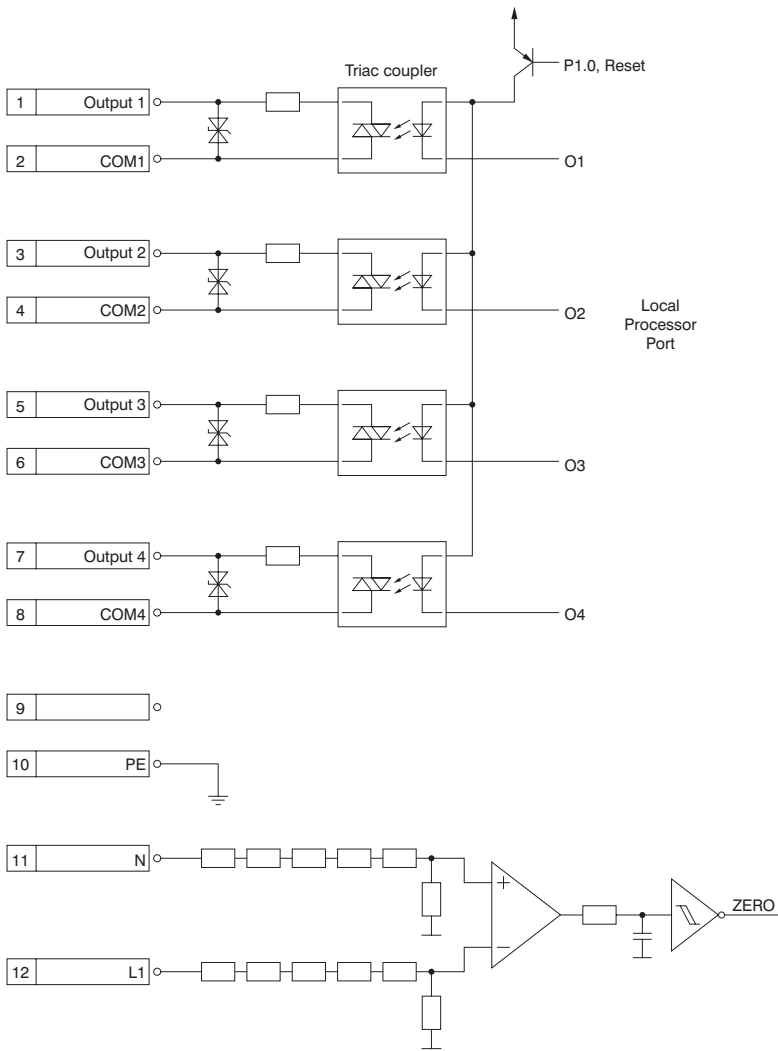 Triac coupler
P1.0, Reset
1 Output 1
2 COM1
O1
3 Output 2
4 COM2
O2
Local
Processor
Port
5 Output 3
6 COM3
O3
7 Output 4
8 COM4
O4
9
10 PE
11 N
+
ZERO
−
12 L1